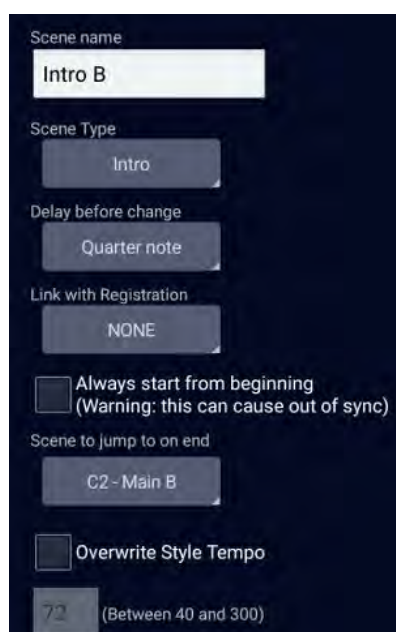 Scene name
Intro B
Scene Type
Intro
Delay before change
Quarter note
Link with Registration
NONE
Always start from beginning
(Warning: this can cause out of sync)
Scene to jump to on end
C2 - Main B
Overwrite Style Tempo
72 (Between 40 and 300)